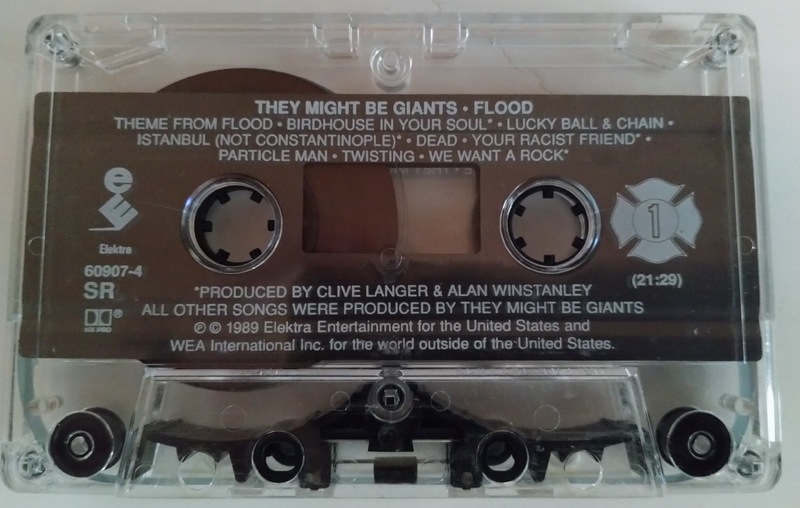 THEY MIGHT BE GIANTS • FLOOD
THEME FROM FLOOD • BIRDHOUSE IN YOUR SOUL* • LUCKY BALL & CHAIN •
ISTANBUL (NOT CONSTANTINOPLE)* • DEAD • YOUR RACIST FRIEND* •
PARTICLE MAN • TWISTING • WE WANT A ROCK*
e
E
Elektra
1
60907-4
(21:29)
SR
*PRODUCED BY CLIVE LANGER & ALAN WINSTANLEY
ALL OTHER SONGS WERE PRODUCED BY THEY MIGHT BE GIANTS
®
HX PRO
℗ © 1989 Elektra Entertainment for the United States and
WEA International Inc. for the world outside of the United States.